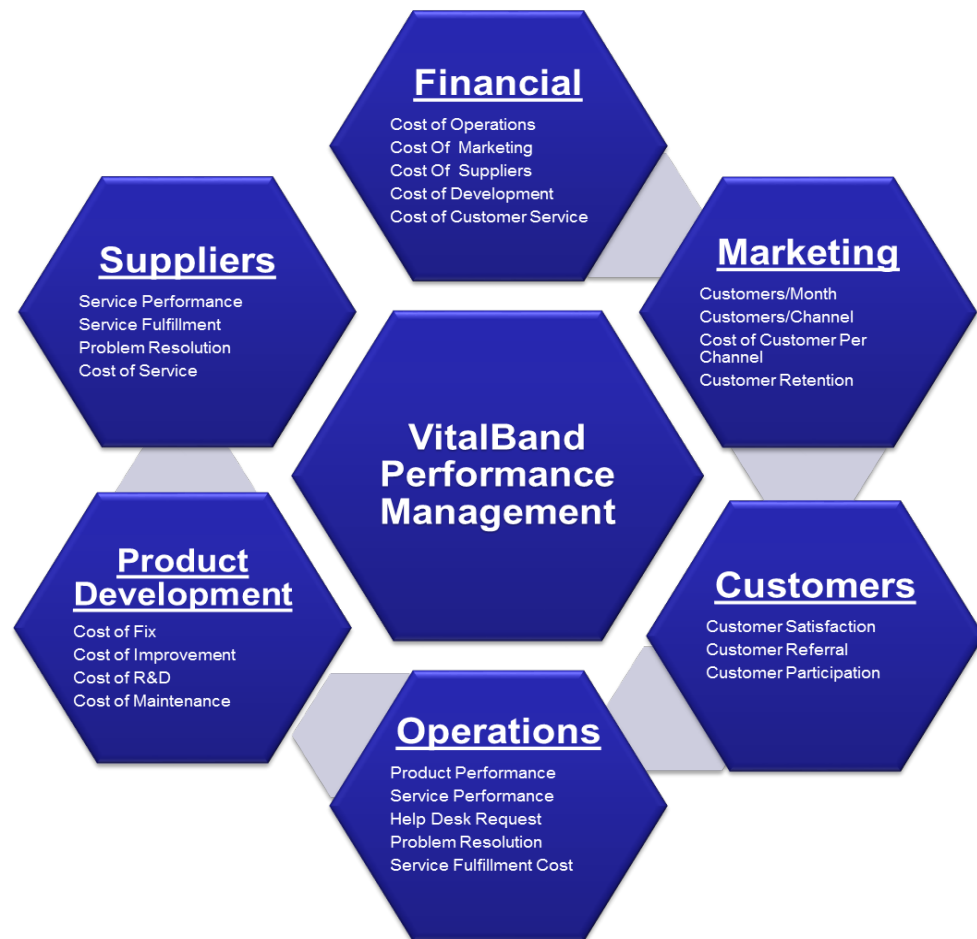 Financial
Cost of Operations
Cost Of Marketing
Cost Of Suppliers
Cost of Development
Cost of Customer Service
Marketing
Customers/Month
Customers/Channel
Cost of Customer Per
Channel
Customer Retention
Customers
Customer Satisfaction
Customer Referral
Customer Participation
Operations
Product Performance
Service Performance
Help Desk Request
Problem Resolution
Service Fulfillment Cost
Product
Development
Cost of Fix
Cost of Improvement
Cost of R&D
Cost of Maintenance
Suppliers
Service Performance
Service Fulfillment
Problem Resolution
Cost of Service
VitalBand
Performance
Management